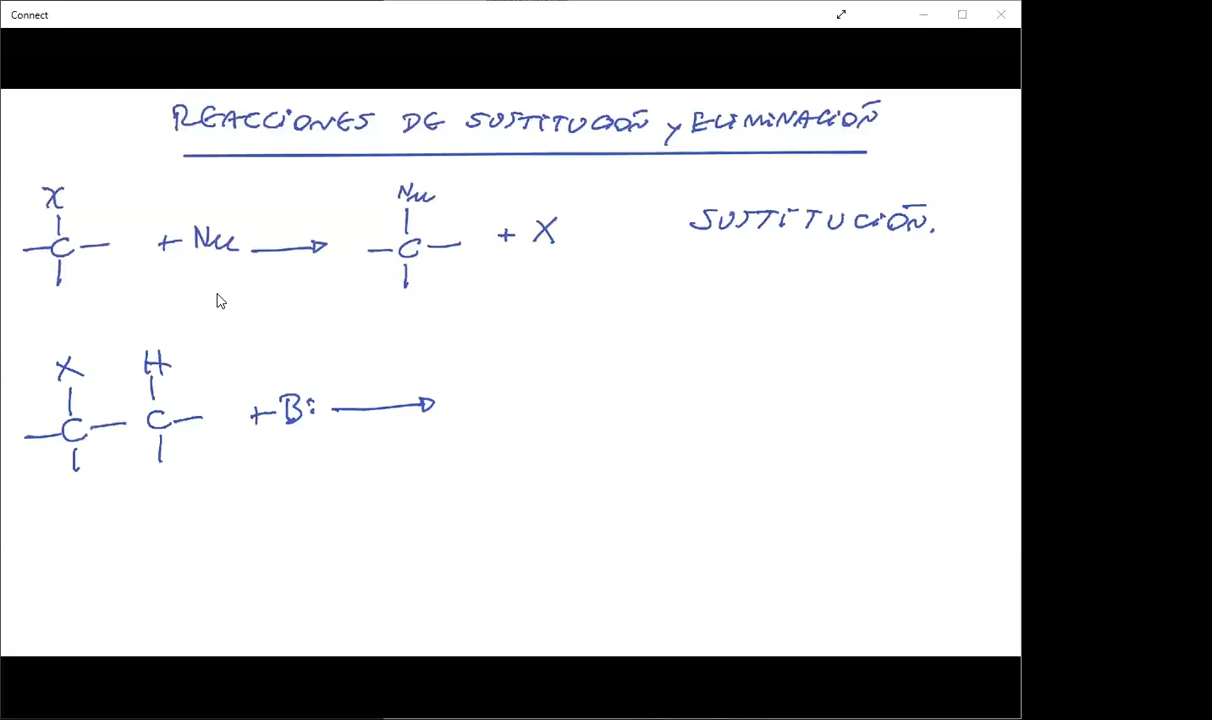 Connect
REACCIONES DE SUSTITUCIÓN y ELIMINACIÓN
X
Nu
C + Nu → C + X
SUSTITUCIÓN.
X H
C C + B: →